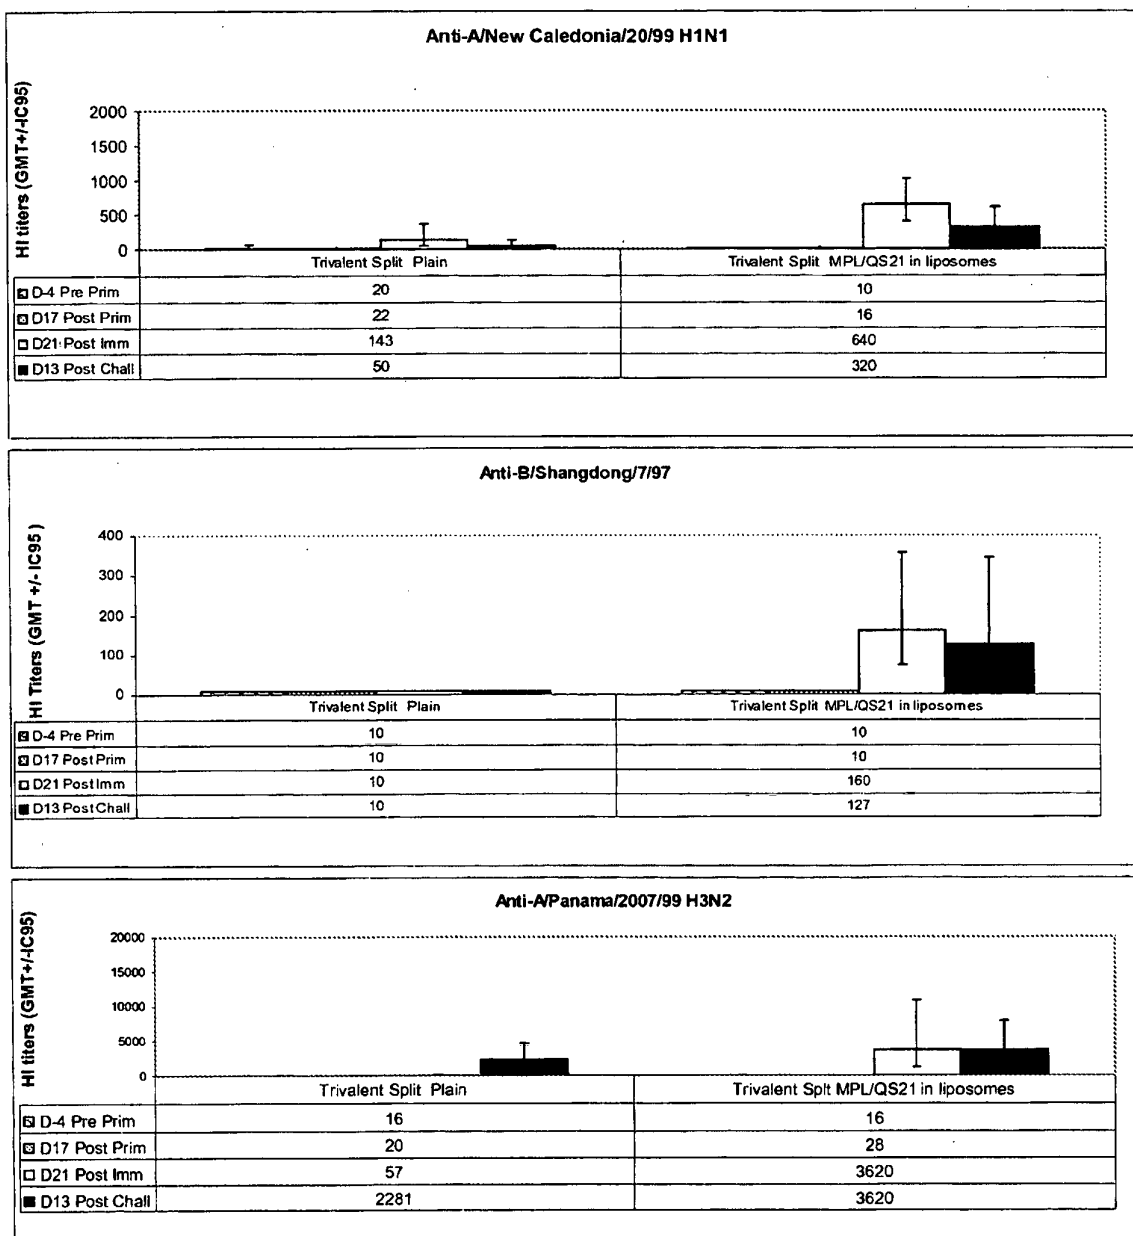 Anti-A/New Caledonia/20/99 H1N1
HI titers (GMT+/-IC95)
2000
1500
1000
500
0
Trivalent Split Plain Trivalent Split MPL/QS21 in liposomes
D-4 Pre Prim 20 10
D17 Post Prim 22 16
D21 Post Imm 143 640
D13 Post Chall 50 320
Anti-B/Shangdong/7/97
HI Titers (GMT +/- IC95 )
400
300
200
100
0
Trivalent Split Plain Trivalent Split MPL/QS21 in liposomes
D-4 Pre Prim 10 10
D17 Post Prim 10 10
D21 Post Imm 10 160
D13 Post Chall 10 127
Anti-A/Panama/2007/99 H3N2
HI titers (GMT+/-IC95)
20000
15000
10000
5000
0
Trivalent Split Plain Trivalent Splt MPL/QS21 in liposomes
D-4 Pre Prim 16 16
D17 Post Prim 20 28
D21 Post Imm 57 3620
D13 Post Chall 2281 3620